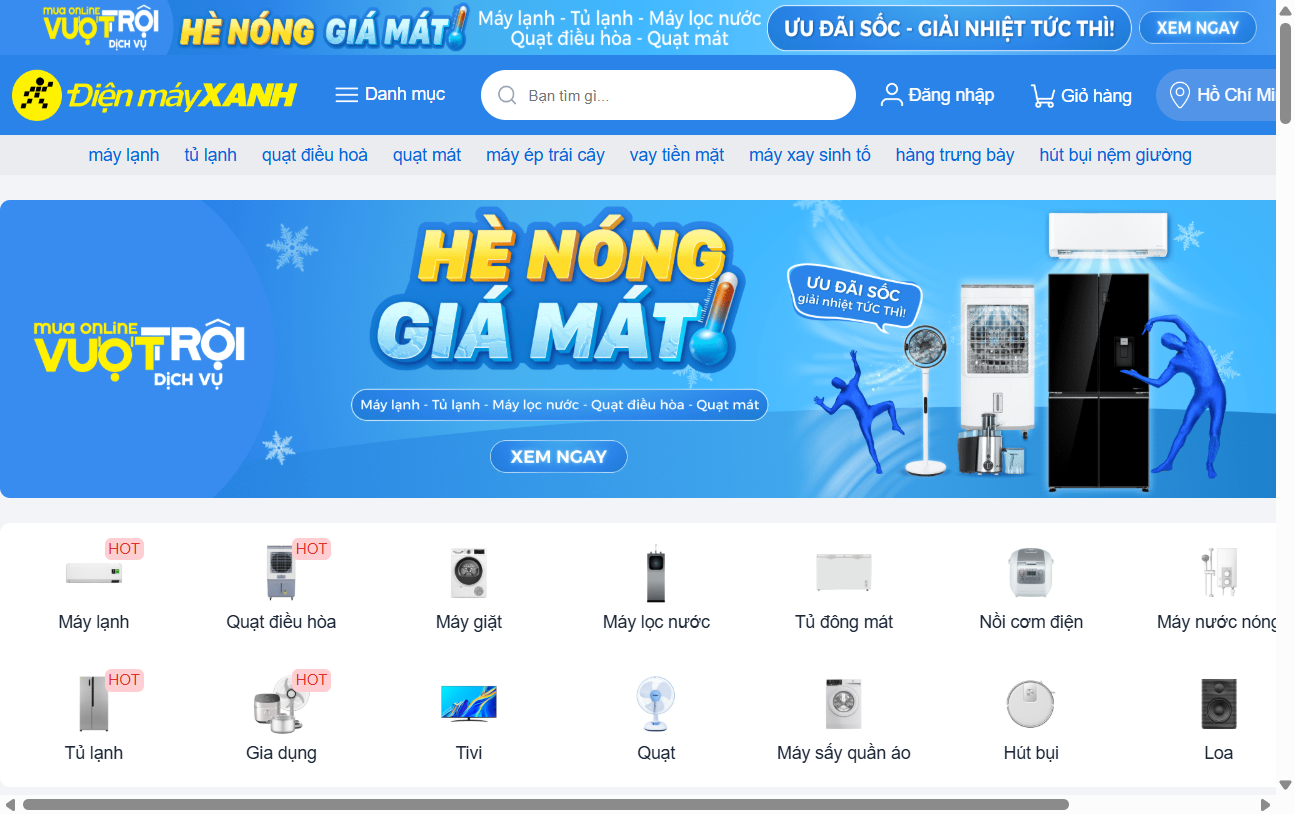 mua online
VƯỢT TRỘI
DỊCH VỤ
HÈ NÓNG GIÁ MÁT
Máy lạnh - Tủ lạnh - Máy lọc nước
Quạt điều hòa - Quạt mát
ƯU ĐÃI SỐC - GIẢI NHIỆT TỨC THÌ!
XEM NGAY
Điện máy XANH
Danh mục
Bạn tìm gì...
Đăng nhập
Giỏ hàng
Hồ Chí Mi
máy lạnh tủ lạnh quạt điều hoà quạt mát máy ép trái cây vay tiền mặt máy xay sinh tố hàng trưng bày hút bụi nệm giường
mua online
VƯỢT TRỘI
DỊCH VỤ
HÈ NÓNG
GIÁ MÁT
Máy lạnh - Tủ lạnh - Máy lọc nước - Quạt điều hòa - Quạt mát
XEM NGAY
ƯU ĐÃI SỐC
giải nhiệt TỨC THÌ!
HOT HOT
Máy lạnh Quạt điều hòa Máy giặt Máy lọc nước Tủ đông mát Nồi cơm điện Máy nước nóng
HOT HOT
Tủ lạnh Gia dụng Tivi Quạt Máy sấy quần áo Hút bụi Loa